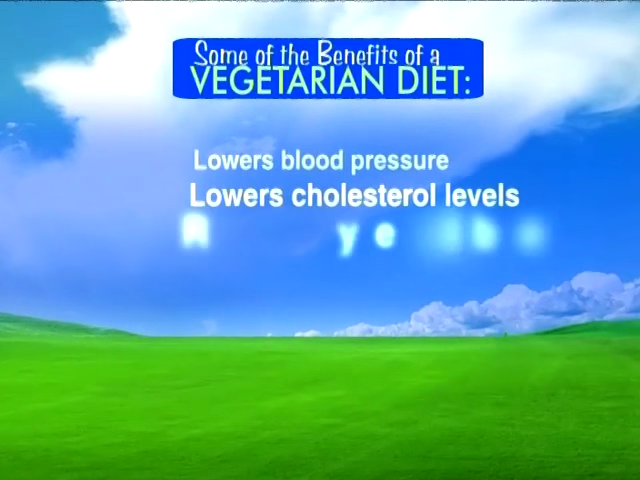 Some of the Benefits of a
VEGETARIAN DIET:
Lowers blood pressure
Lowers cholesterol levels